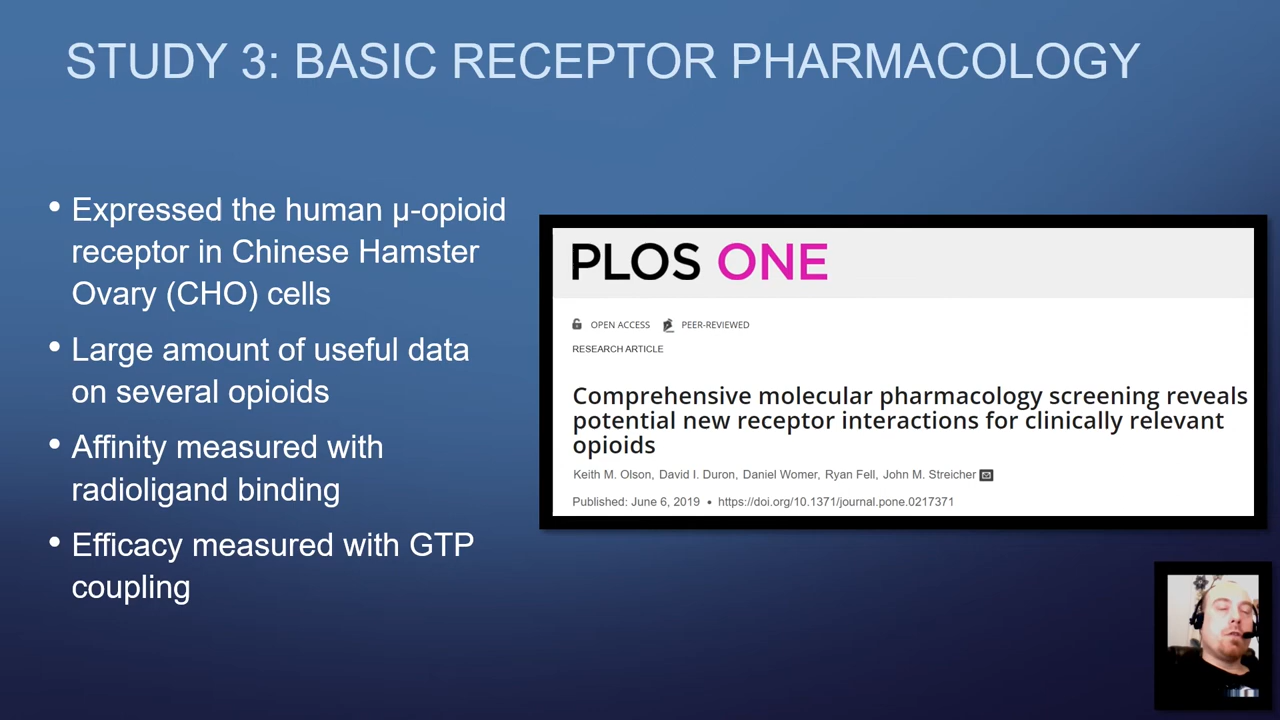 STUDY 3: BASIC RECEPTOR PHARMACOLOGY
• Expressed the human μ-opioid
receptor in Chinese Hamster
Ovary (CHO) cells
• Large amount of useful data
on several opioids
• Affinity measured with
radioligand binding
• Efficacy measured with GTP
coupling
PLOS ONE
OPEN ACCESS PEER-REVIEWED
RESEARCH ARTICLE
Comprehensive molecular pharmacology screening reveals
potential new receptor interactions for clinically relevant
opioids
Keith M. Olson, David I. Duron, Daniel Womer, Ryan Fell, John M. Streicher
Published: June 6, 2019 • https://doi.org/10.1371/journal.pone.0217371